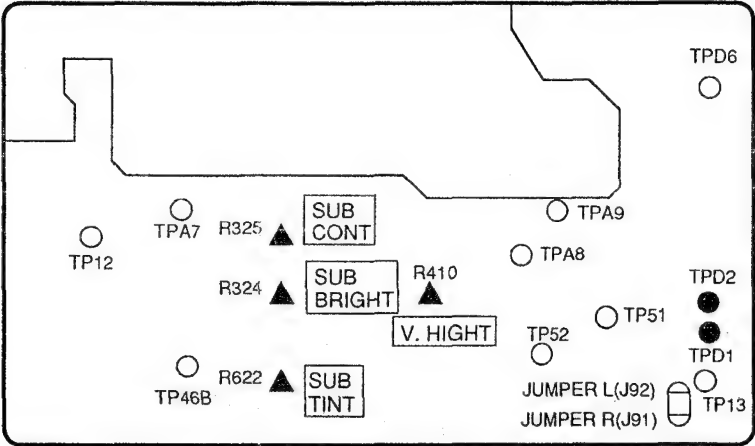 TPD6
SUB
CONT
R325
TPA7
TPA9
TP12
TPA8
R324
SUB
BRIGHT
R410
TPD2
V. HIGHT
TP51
TP52
TPD1
R622
SUB
TINT
TP46B
JUMPER L(J92)
JUMPER R(J91)
TP13